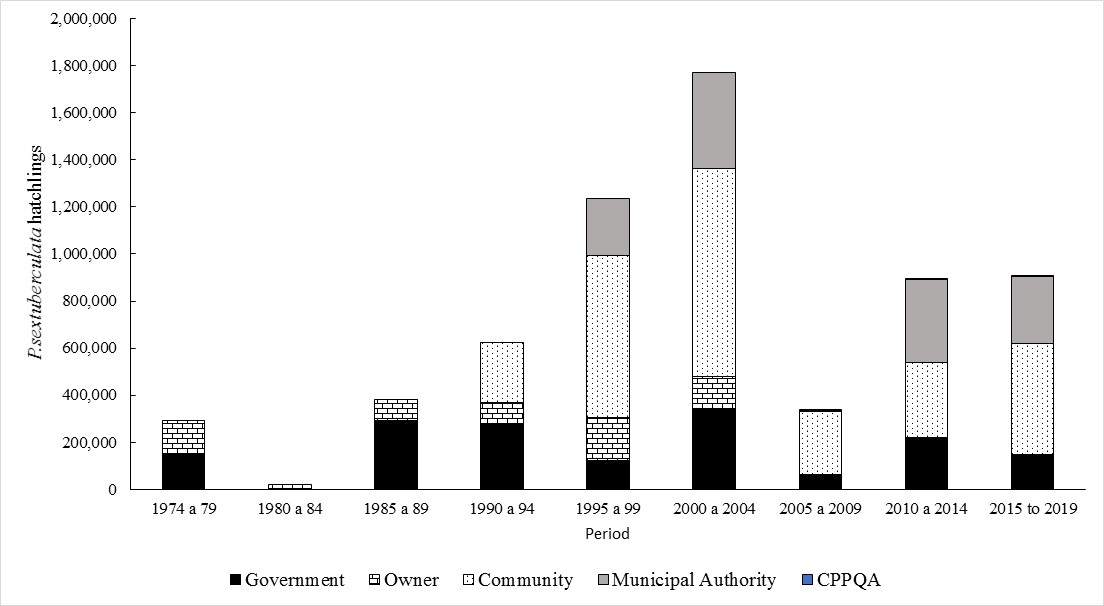 2,000,000
1,800,000
1,600,000
1,400,000
1,200,000
1,000,000
800,000
600,000
400,000
200,000
0
P.sextuberculata hatchlings
1974 a 79 1980 a 84 1985 a 89 1990 a 94 1995 a 99 2000 a 2004 2005 a 2009 2010 a 2014 2015 to 2019
Period
Government Owner Community Municipal Authority CPPQA